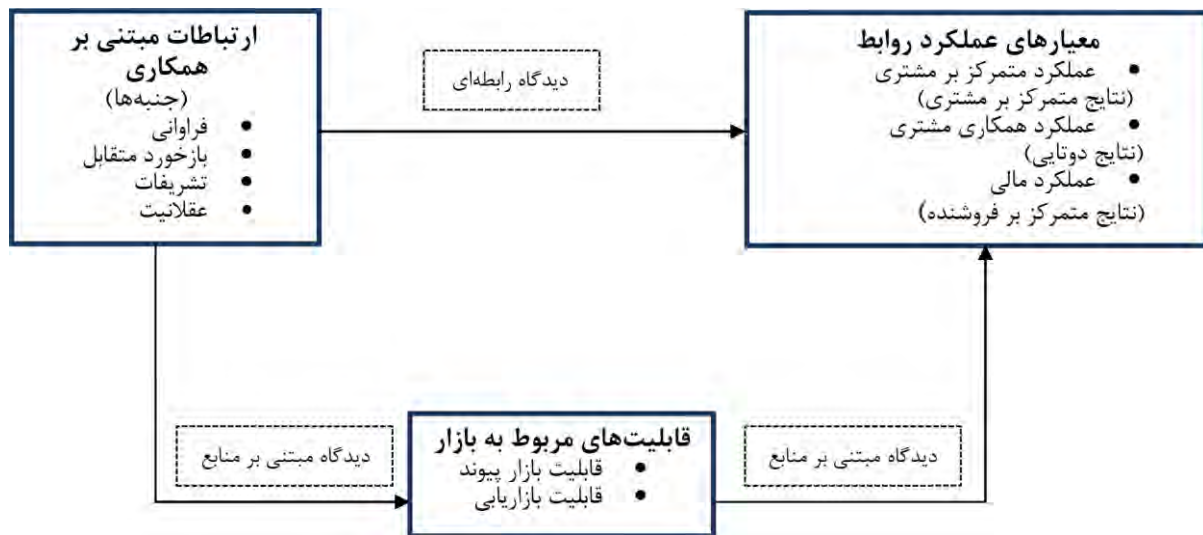 ارتباطات مبتنی بر
همکاری
(جنبه‌ها)
• فراوانی
• بازخورد متقابل
• تشریفات
• عقلانیت
دیدگاه رابطه‌ای
معیارهای عملکرد روابط
• عملکرد متمرکز بر مشتری
(نتایج متمرکز بر مشتری)
• عملکرد همکاری مشتری
(نتایج دوتایی)
• عملکرد مالی
(نتایج متمرکز بر فروشنده)
دیدگاه مبتنی بر منابع
قابلیت‌های مربوط به بازار
• قابلیت بازار پیوند
• قابلیت بازاریابی
دیدگاه مبتنی بر منابع